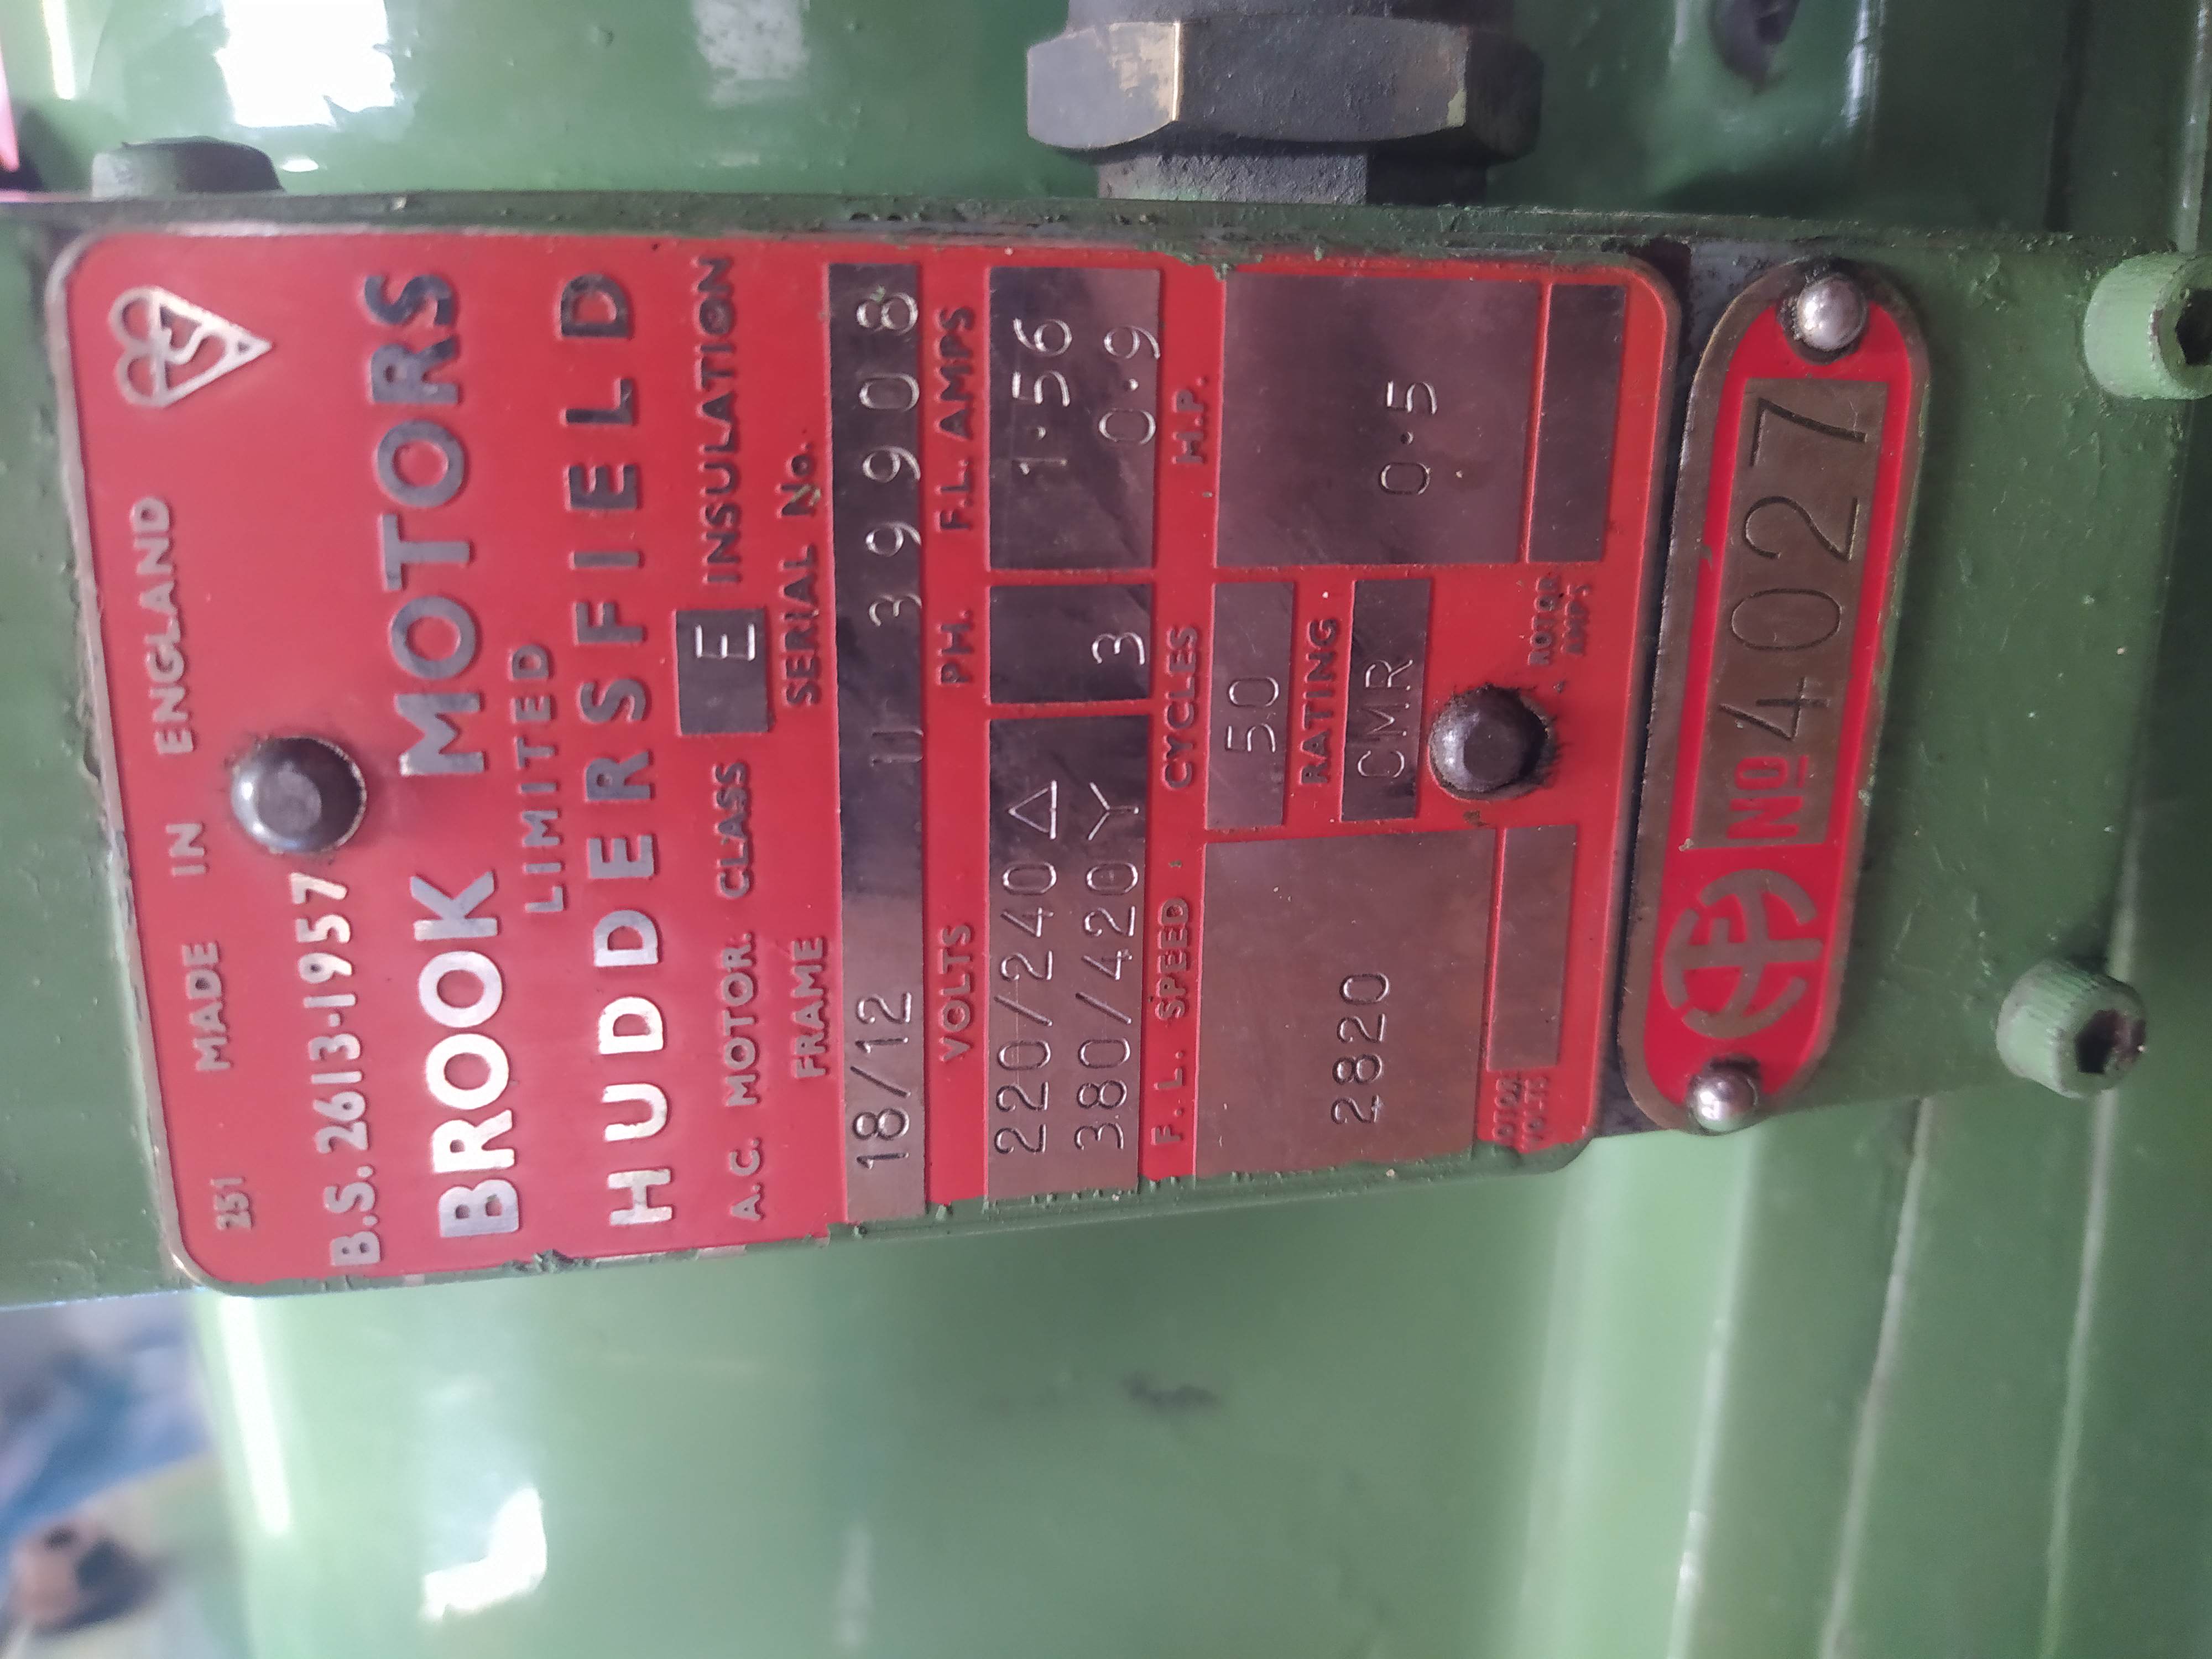 251 MADE IN ENGLAND
B.S. 2613-1957
BROOK MOTORS
LIMITED
HUDDERSFIELD
A.C. MOTOR. CLASS E INSULATION
FRAME SERIAL No.
18/12 39908
VOLTS PH. F.L. AMPS
220/240 Δ 1.56
380/420 Y 3 0.9
F. L. SPEED CYCLES H.P.
2820 50 0.5
RATING
CMR
ROTOR VOLTS ROTOR AMPS
No 4027